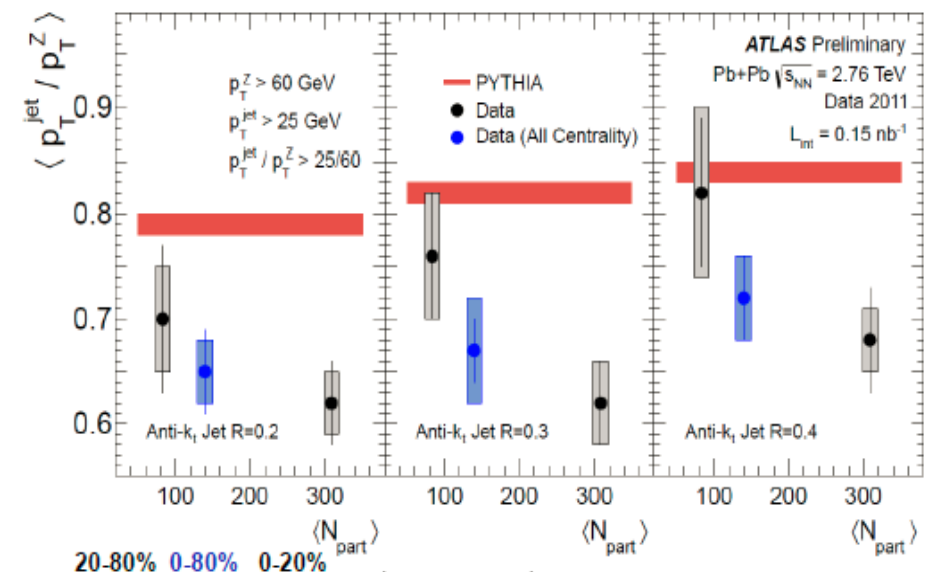 ⟨ p_T^jet / p_T^Z ⟩
0.9
0.8
0.7
0.6
p_T^Z > 60 GeV
p_T^jet > 25 GeV
p_T^jet / p_T^Z > 25/60
Anti-k_t Jet R=0.2
PYTHIA
Data
Data (All Centrality)
Anti-k_t Jet R=0.3
ATLAS Preliminary
Pb+Pb √s_NN = 2.76 TeV
Data 2011
L_int = 0.15 nb^-1
Anti-k_t Jet R=0.4
100 200 300 100 200 300 100 200 300
⟨N_part⟩ ⟨N_part⟩ ⟨N_part⟩
20-80% 0-80% 0-20%